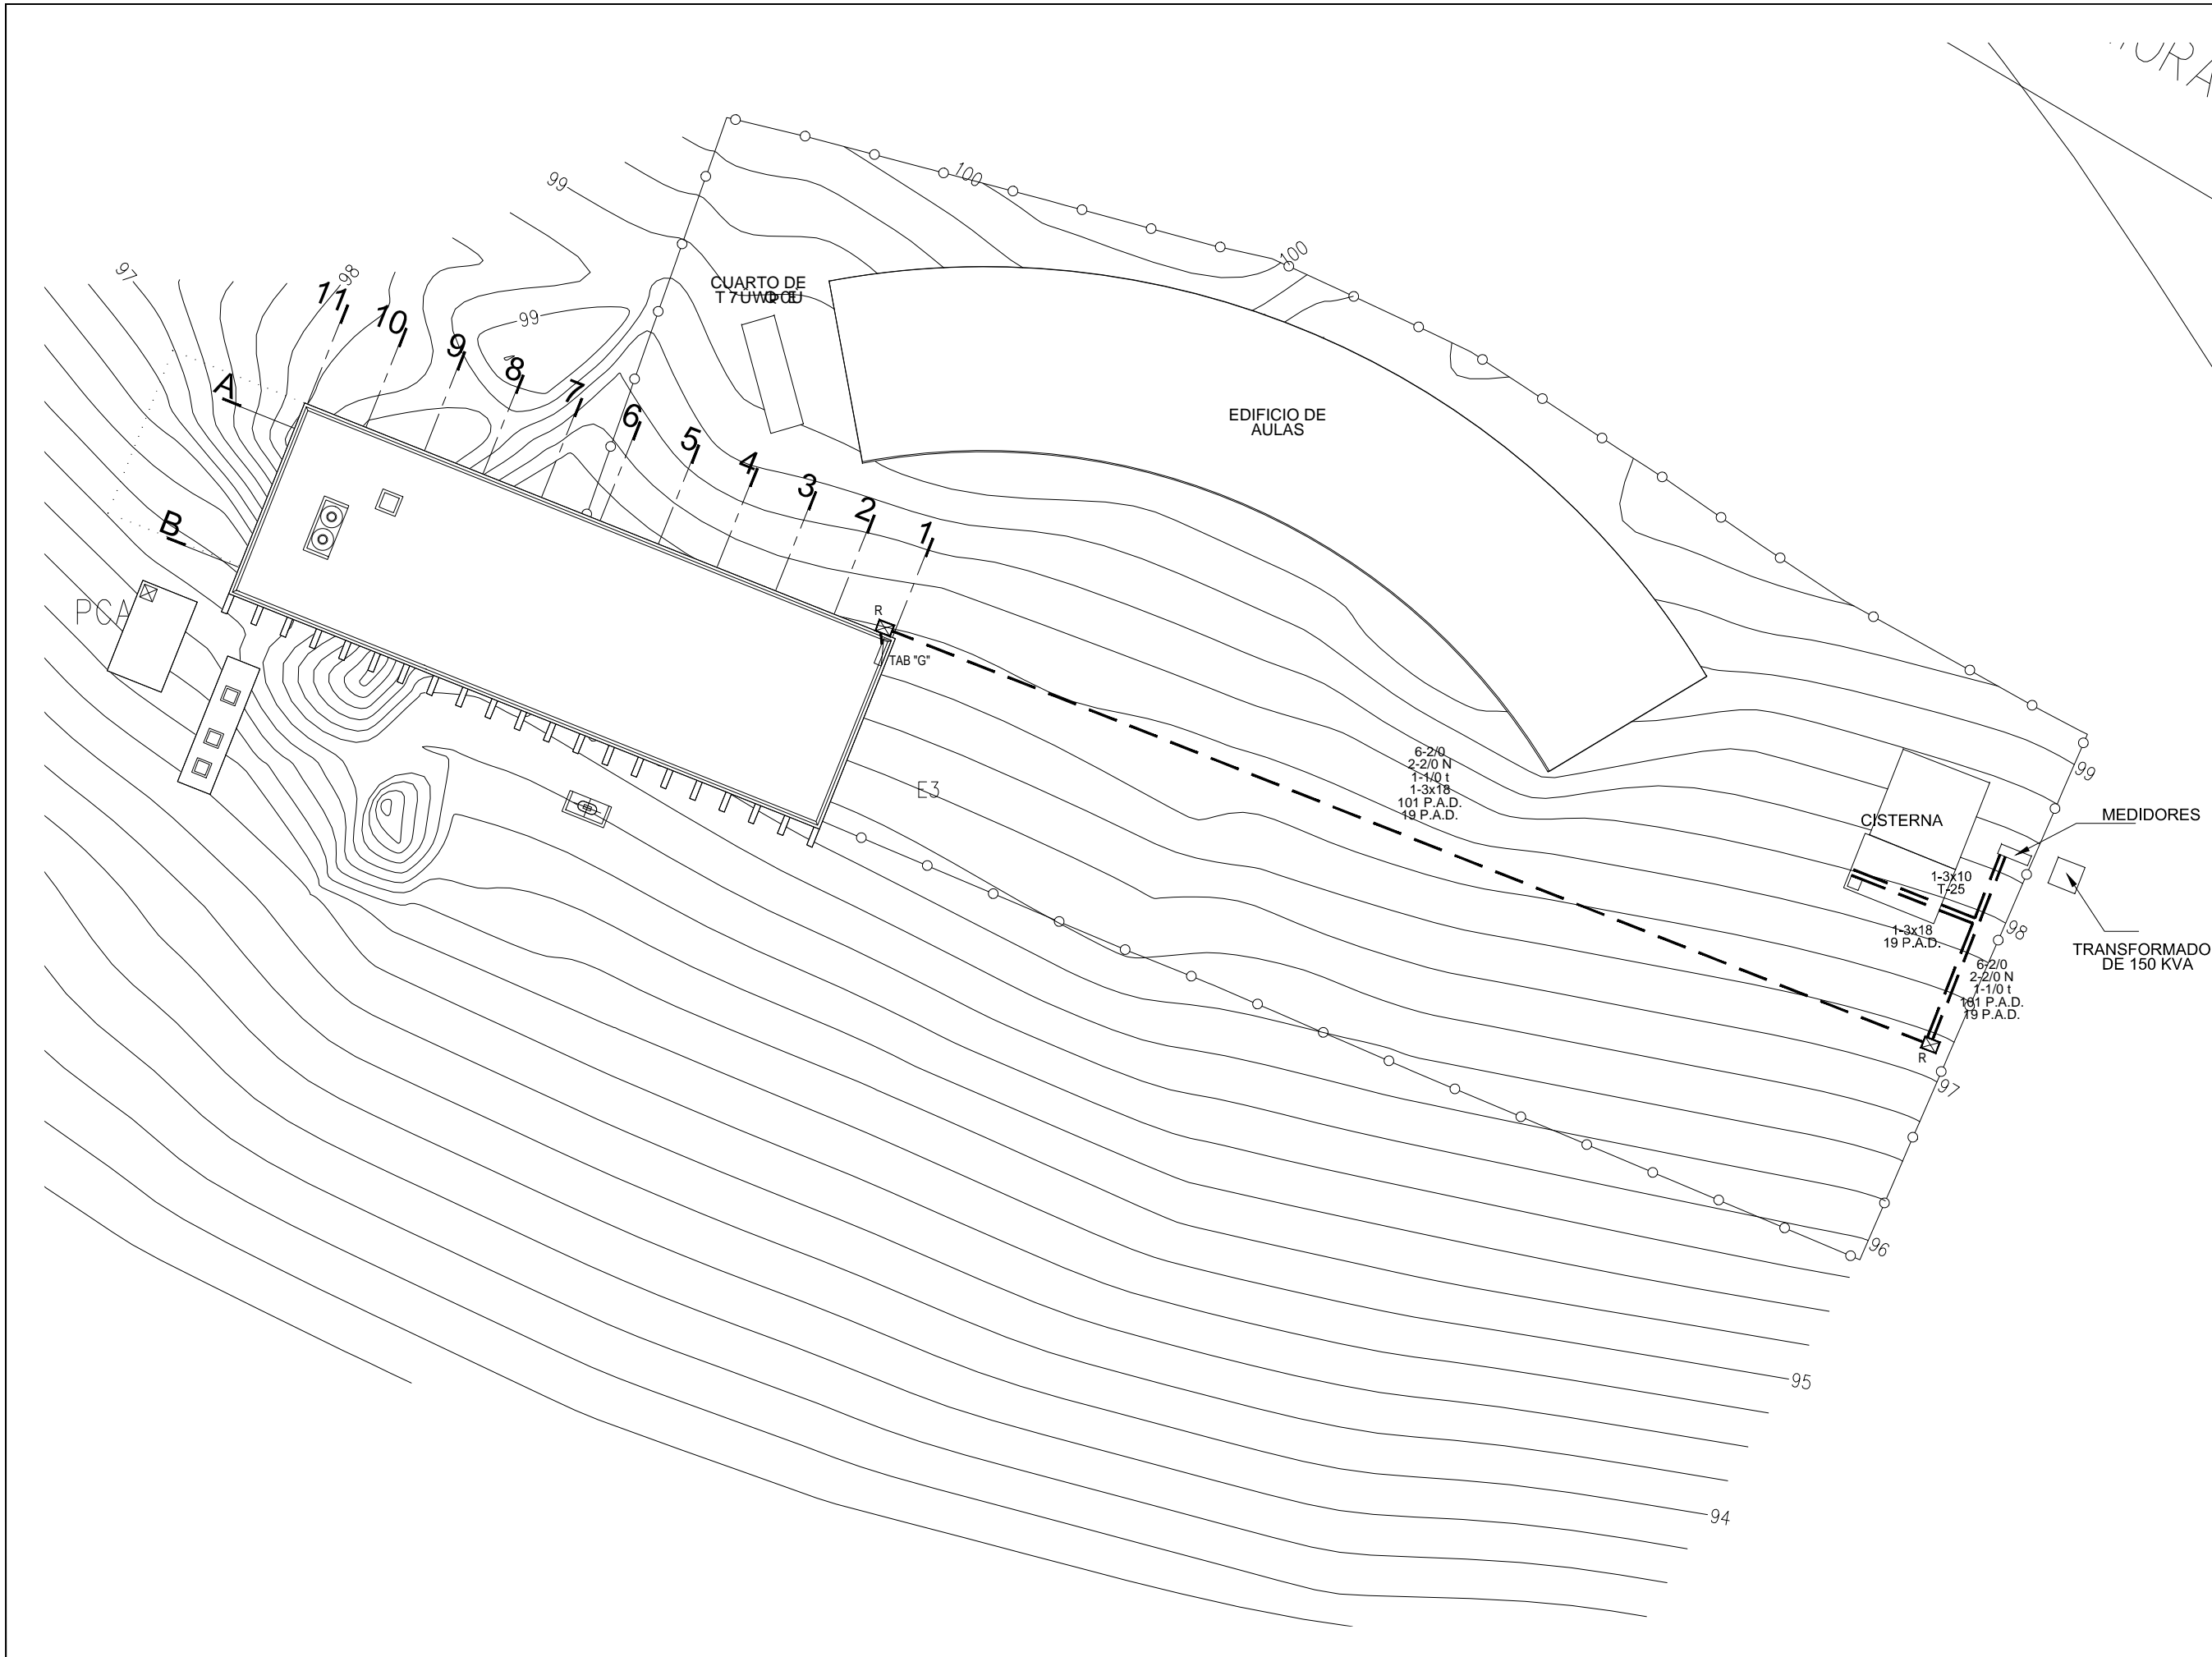 100
99
100
97
98
CUARTO DE
11
10
99
9
8
7
A
6
5
4
3
2
1
B
EDIFICIO DE
AULAS
PCA
R
TAB "G"
E3
6-2/0
2-2/0 N
1-1/0 t
1-3x18
101 P.A.D.
19 P.A.D.
99
MEDIDORES
CISTERNA
1-3x10
T-25
1-3x18
19 P.A.D.
98
TRANSFORMADO
DE 150 KVA
6-2/0
2-2/0 N
1-1/0 t
101 P.A.D.
19 P.A.D.
R
97
96
95
94